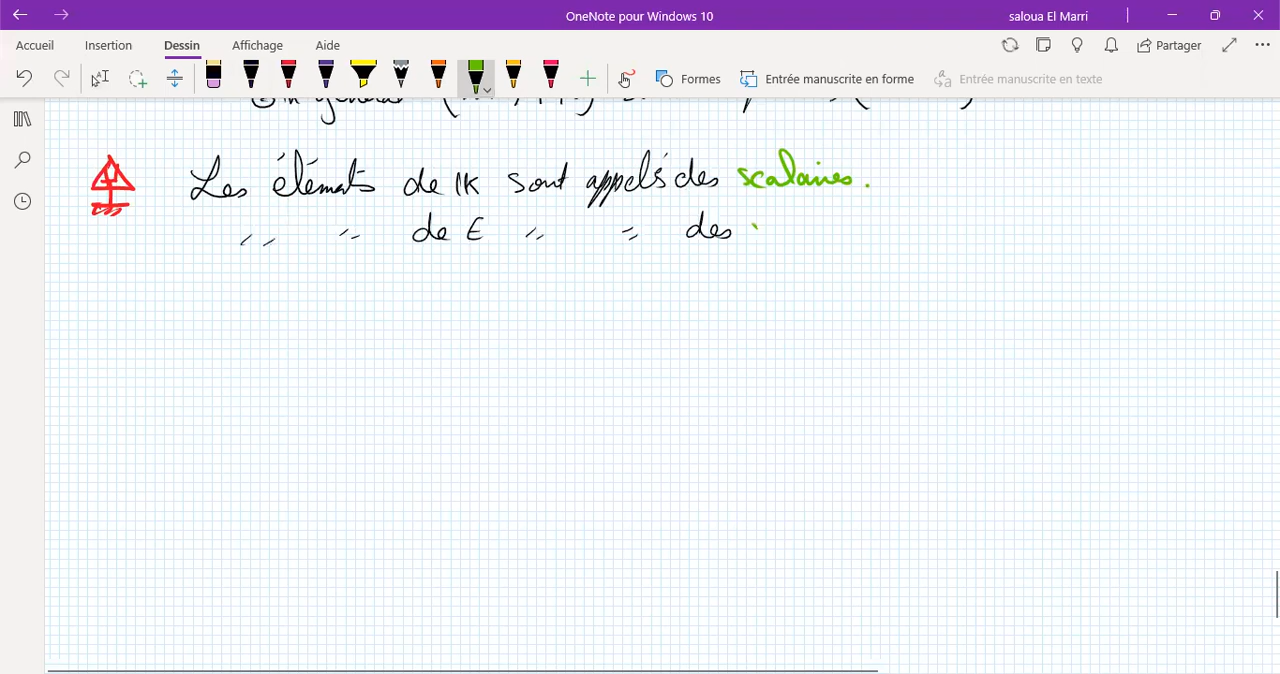 OneNote pour Windows 10
saloua El Marri
Accueil Insertion Dessin Affichage Aide
Partager
Formes Entrée manuscrite en forme Entrée manuscrite en texte
Les éléments de IK sont appelés des scalaires.
" " de E " " des